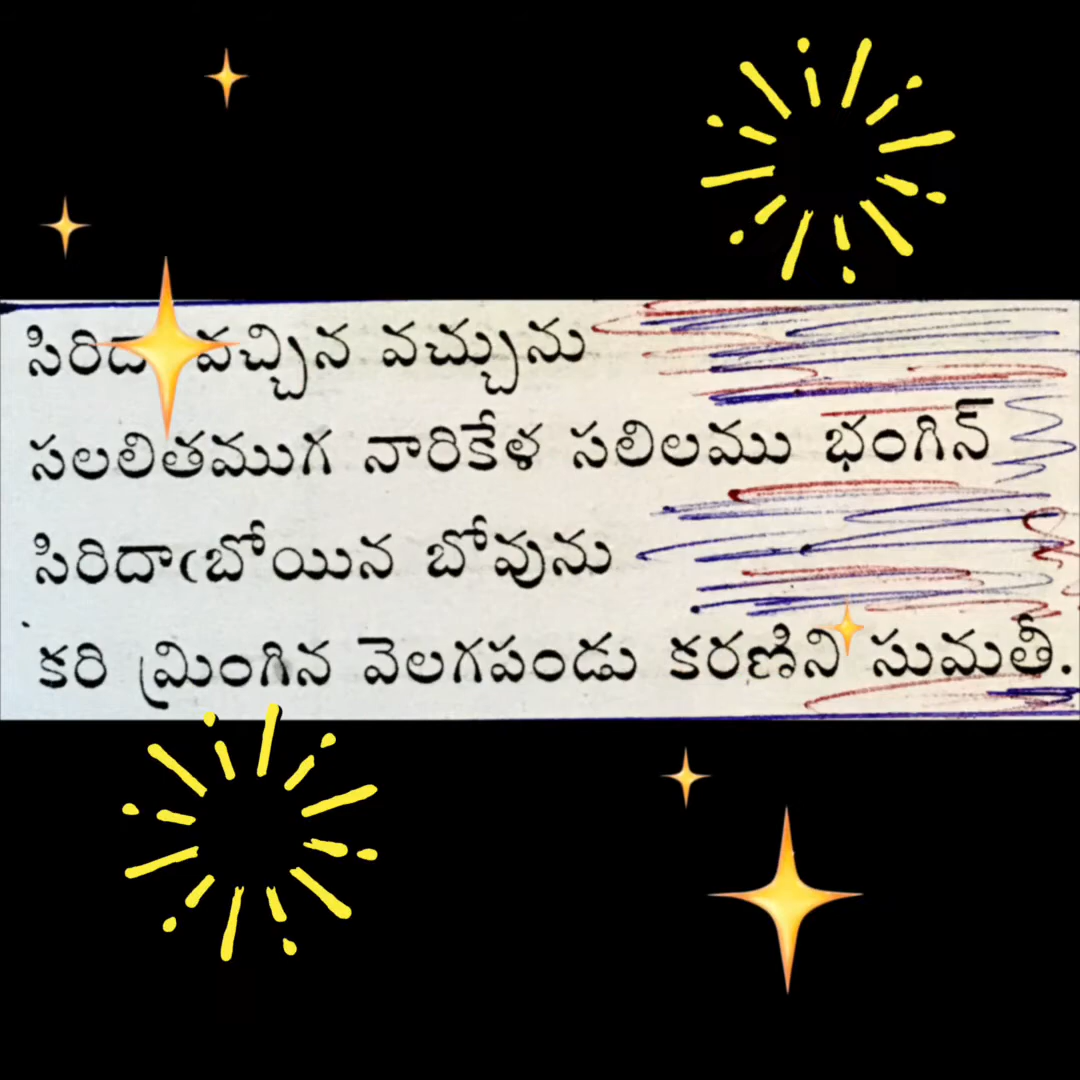 సిరిదా వచ్చిన వచ్చును
సలలితముగ నారికేళ సలిలము భంగిన్
సిరిదాఁబోయిన బోవును
కరి మ్రింగిన వెలగపండు కరణిని సుమతీ.